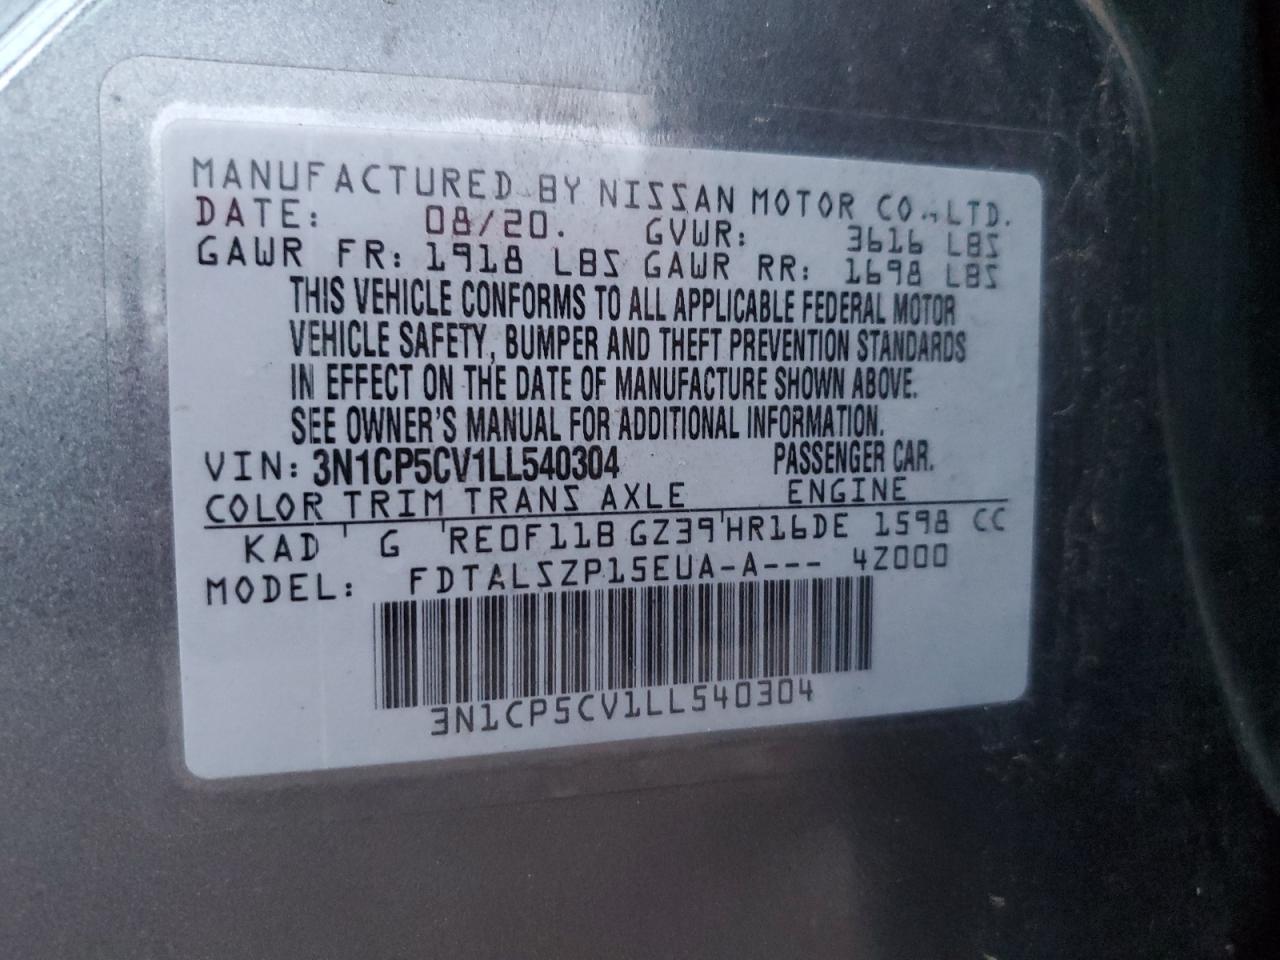 MANUFACTURED BY NISSAN MOTOR CO.,LTD.
DATE: 08/20. GVWR: 3616 LBS
GAWR FR: 1918 LBS GAWR RR: 1698 LBS
THIS VEHICLE CONFORMS TO ALL APPLICABLE FEDERAL MOTOR
VEHICLE SAFETY, BUMPER AND THEFT PREVENTION STANDARDS
IN EFFECT ON THE DATE OF MANUFACTURE SHOWN ABOVE.
SEE OWNER'S MANUAL FOR ADDITIONAL INFORMATION.
VIN: 3N1CP5CV1LL540304 PASSENGER CAR.
COLOR TRIM TRANS AXLE ENGINE
KAD ' G 'RE0F11B GZ39'HR16DE 1598 CC
MODEL: FDTALSZP15EUA-A--- 4Z000
3N1CP5CV1LL540304